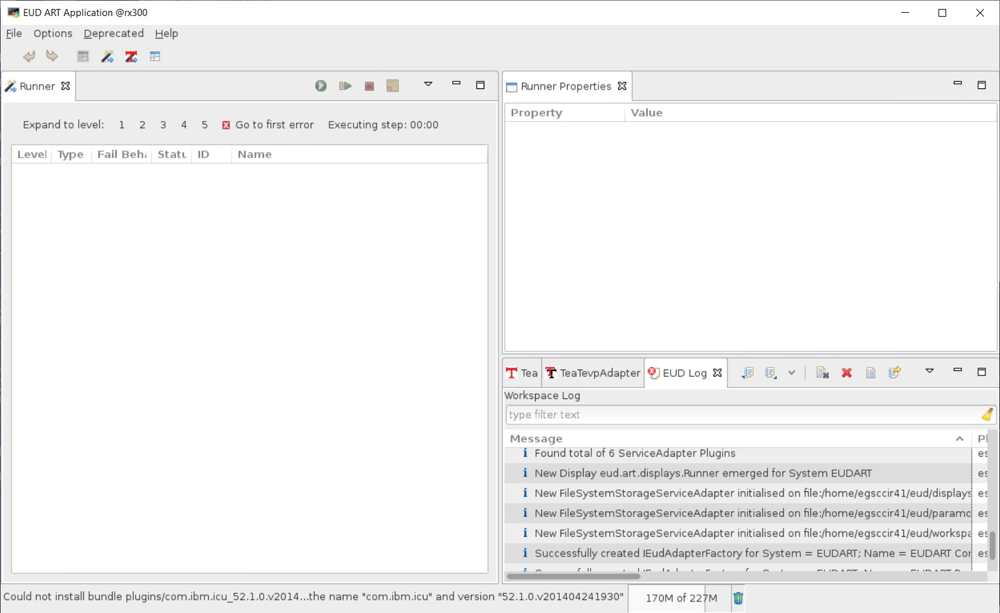 EUD ART Application @rx300
File Options Deprecated Help
Runner
Expand to level: 1 2 3 4 5 Go to first error Executing step: 00:00
Level Type Fail Beha Statu ID Name
Runner Properties
Property Value
Tea TeaTevpAdapter EUD Log
Workspace Log
type filter text
Message Pl
Found total of 6 ServiceAdapter Plugins es
New Display eud.art.displays.Runner emerged for System EUDART es
New FileSystemStorageServiceAdapter initialised on file:/home/egsccir41/eud/displays es
New FileSystemStorageServiceAdapter initialised on file:/home/egsccir41/eud/paramo es
New FileSystemStorageServiceAdapter initialised on file:/home/egsccir41/eud/workspa es
Successfully created IEudAdapterFactory for System = EUDART; Name = EUDART Con es
Could not install bundle plugins/com.ibm.icu_52.1.0.v2014...the name "com.ibm.icu" and version "52.1.0.v201404241930" 170M of 227M